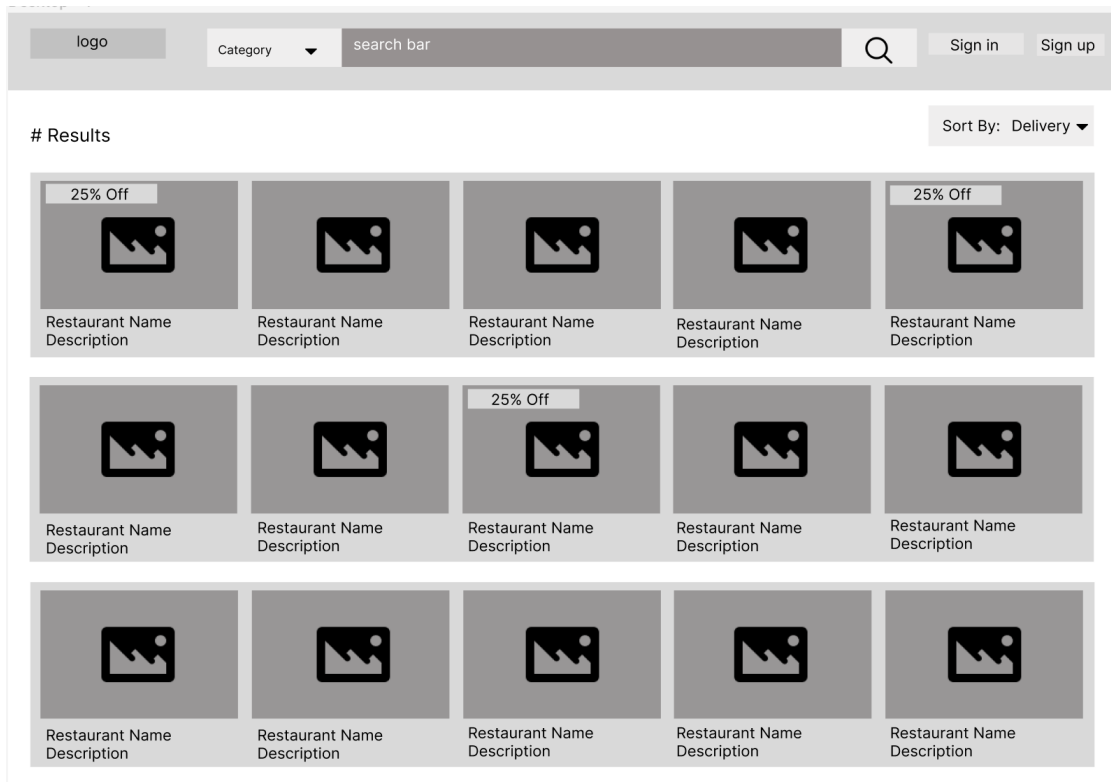 logo
Category
search bar
Sign in
Sign up
# Results
Sort By: Delivery
25% Off
25% Off
Restaurant Name
Description
Restaurant Name
Description
Restaurant Name
Description
Restaurant Name
Description
Restaurant Name
Description
25% Off
Restaurant Name
Description
Restaurant Name
Description
Restaurant Name
Description
Restaurant Name
Description
Restaurant Name
Description
Restaurant Name
Description
Restaurant Name
Description
Restaurant Name
Description
Restaurant Name
Description
Restaurant Name
Description